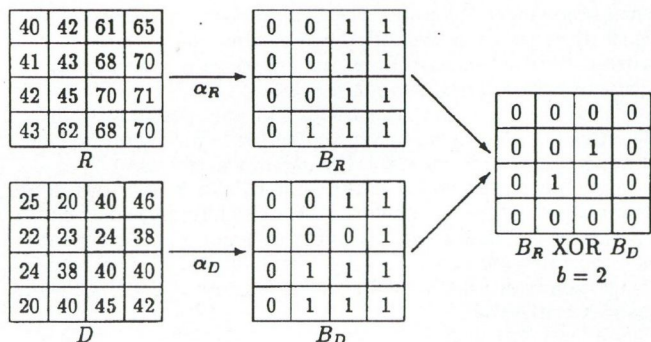 40 42 61 65 0 0 1 1
41 43 68 70 0 0 1 1
α_R
42 45 70 71 0 0 1 1
43 62 68 70 0 1 1 1
R B_R
0 0 0 0
0 0 1 0
0 1 0 0
0 0 0 0
B_R XOR B_D
b = 2
25 20 40 46 0 0 1 1
22 23 24 38 0 0 0 1
α_D
24 38 40 40 0 1 1 1
20 40 45 42 0 1 1 1
D B_D